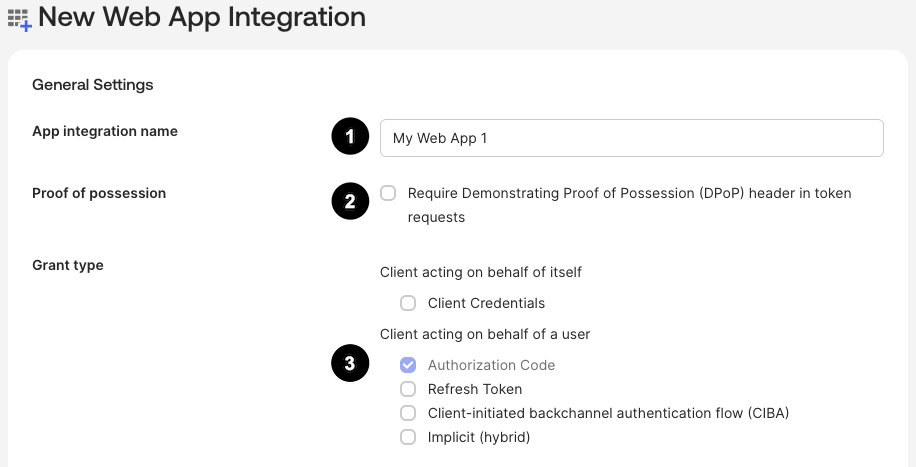 New Web App Integration
General Settings
App integration name
1
My Web App 1
Proof of possession
2
Require Demonstrating Proof of Possession (DPoP) header in token
requests
Grant type
Client acting on behalf of itself
Client Credentials
Client acting on behalf of a user
3
Authorization Code
Refresh Token
Client-initiated backchannel authentication flow (CIBA)
Implicit (hybrid)